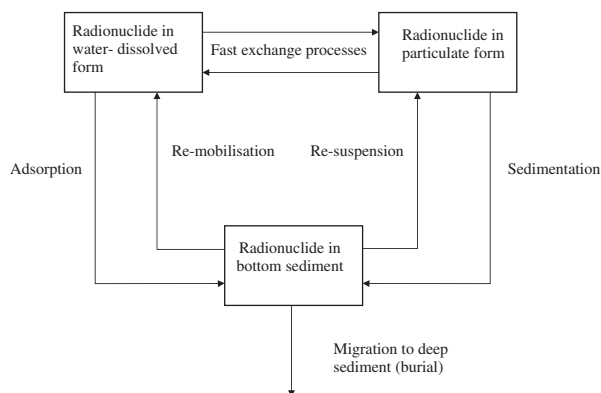 Radionuclide in
water- dissolved
form
Fast exchange processes
Radionuclide in
particulate form
Adsorption
Re-mobilisation
Re-suspension
Sedimentation
Radionuclide in
bottom sediment
Migration to deep
sediment (burial)